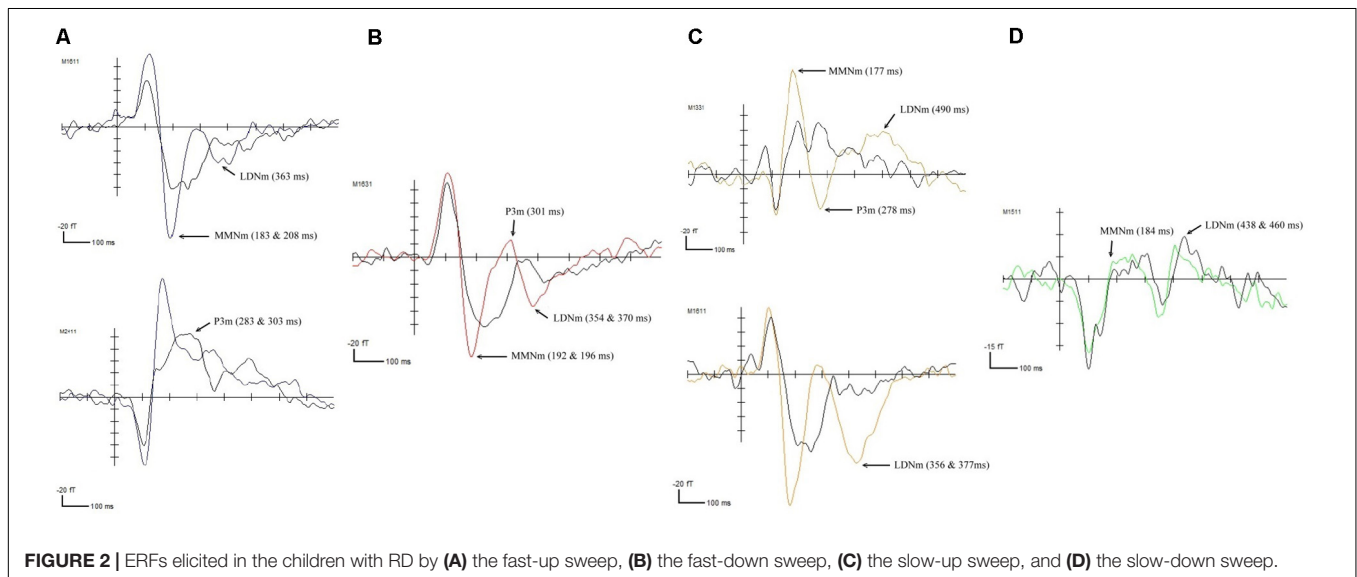 A
M1611
LDNm (363 ms)
MMNm (183 & 208 ms)
-20 fT
100 ms
M2+11
P3m (283 & 303 ms)
-20 fT
100 ms
B
M1631
P3m (301 ms)
LDNm (354 & 370 ms)
MMNm (192 & 196 ms)
-20 fT
100 ms
C
MMNm (177 ms)
M1331
LDNm (490 ms)
P3m (278 ms)
-20 fT
100 ms
M1611
LDNm (356 & 377ms)
-20 fT
100 ms
D
M1511
MMNm (184 ms)
LDNm (438 & 460 ms)
-15 fT
100 ms
FIGURE 2 | ERFs elicited in the children with RD by (A) the fast-up sweep, (B) the fast-down sweep, (C) the slow-up sweep, and (D) the slow-down sweep.